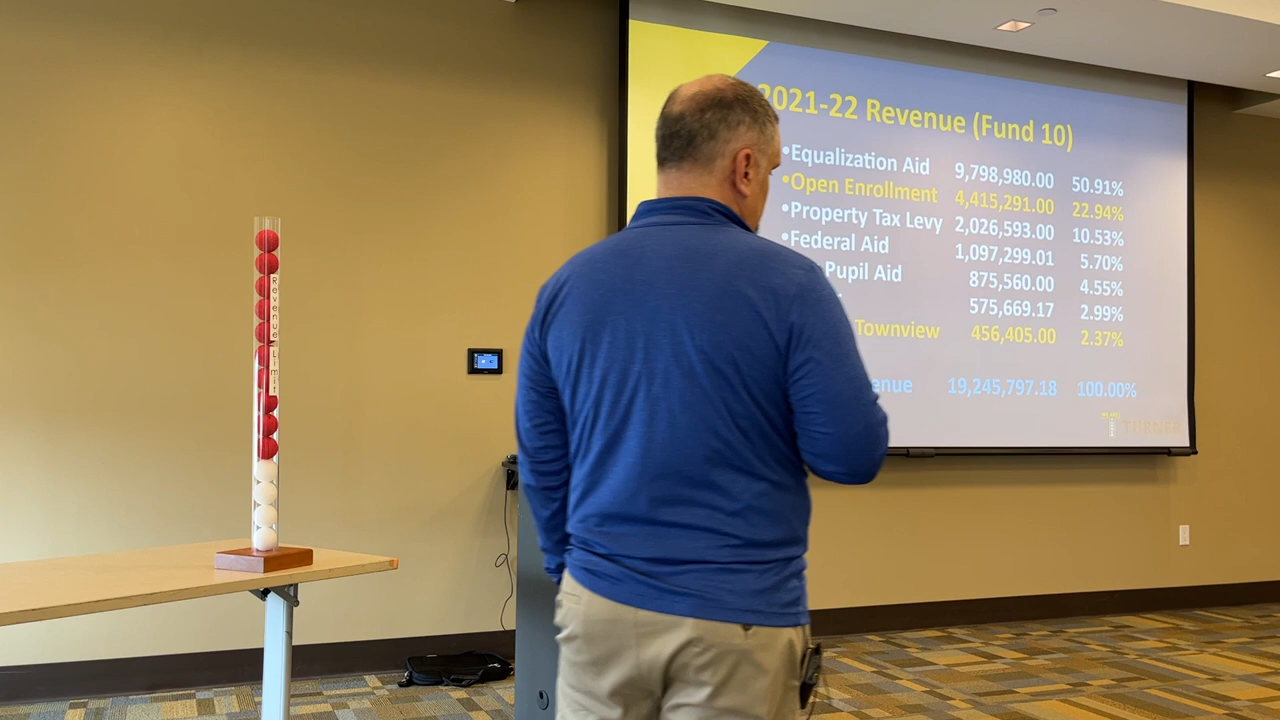 2021-22 Revenue (Fund 10)
•Equalization Aid 9,798,980.00 50.91%
•Open Enrollment 4,415,291.00 22.94%
•Property Tax Levy 2,026,593.00 10.53%
•Federal Aid 1,097,299.01 5.70%
Pupil Aid 875,560.00 4.55%
575,669.17 2.99%
Townview 456,405.00 2.37%
enue 19,245,797.18 100.00%
WE ARE
TURNER
Revenue Limit